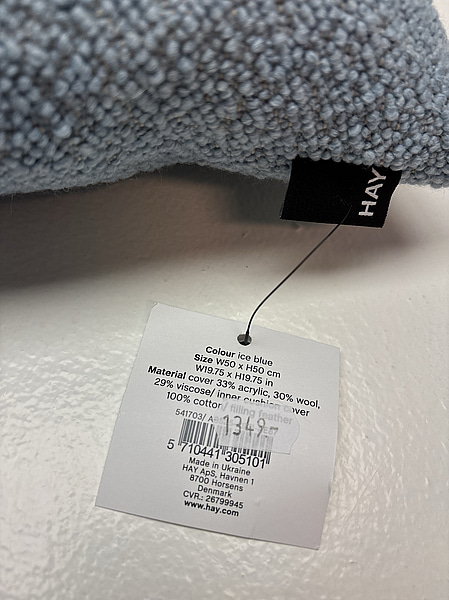 HAY
Colour ice blue
Size W50 x H50 cm
W19.75 x H19.75 in
Material cover 33% acrylic, 30% wool,
29% viscose/ inner cushion cover
100% cotton/ filling feather
541703/ A
1349.-
5 710441 305101
Made in Ukraine
HAY ApS, Havnen 1
8700 Horsens
Denmark
CVR.: 26799945
www.hay.com